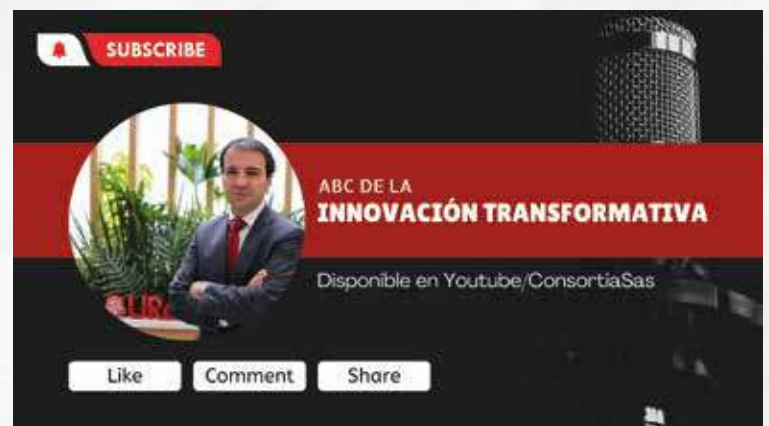 SUBSCRIBE
ABC DE LA
INNOVACIÓN TRANSFORMATIVA
Disponible en Youtube/ConsortiaSas
Like
Comment
Share